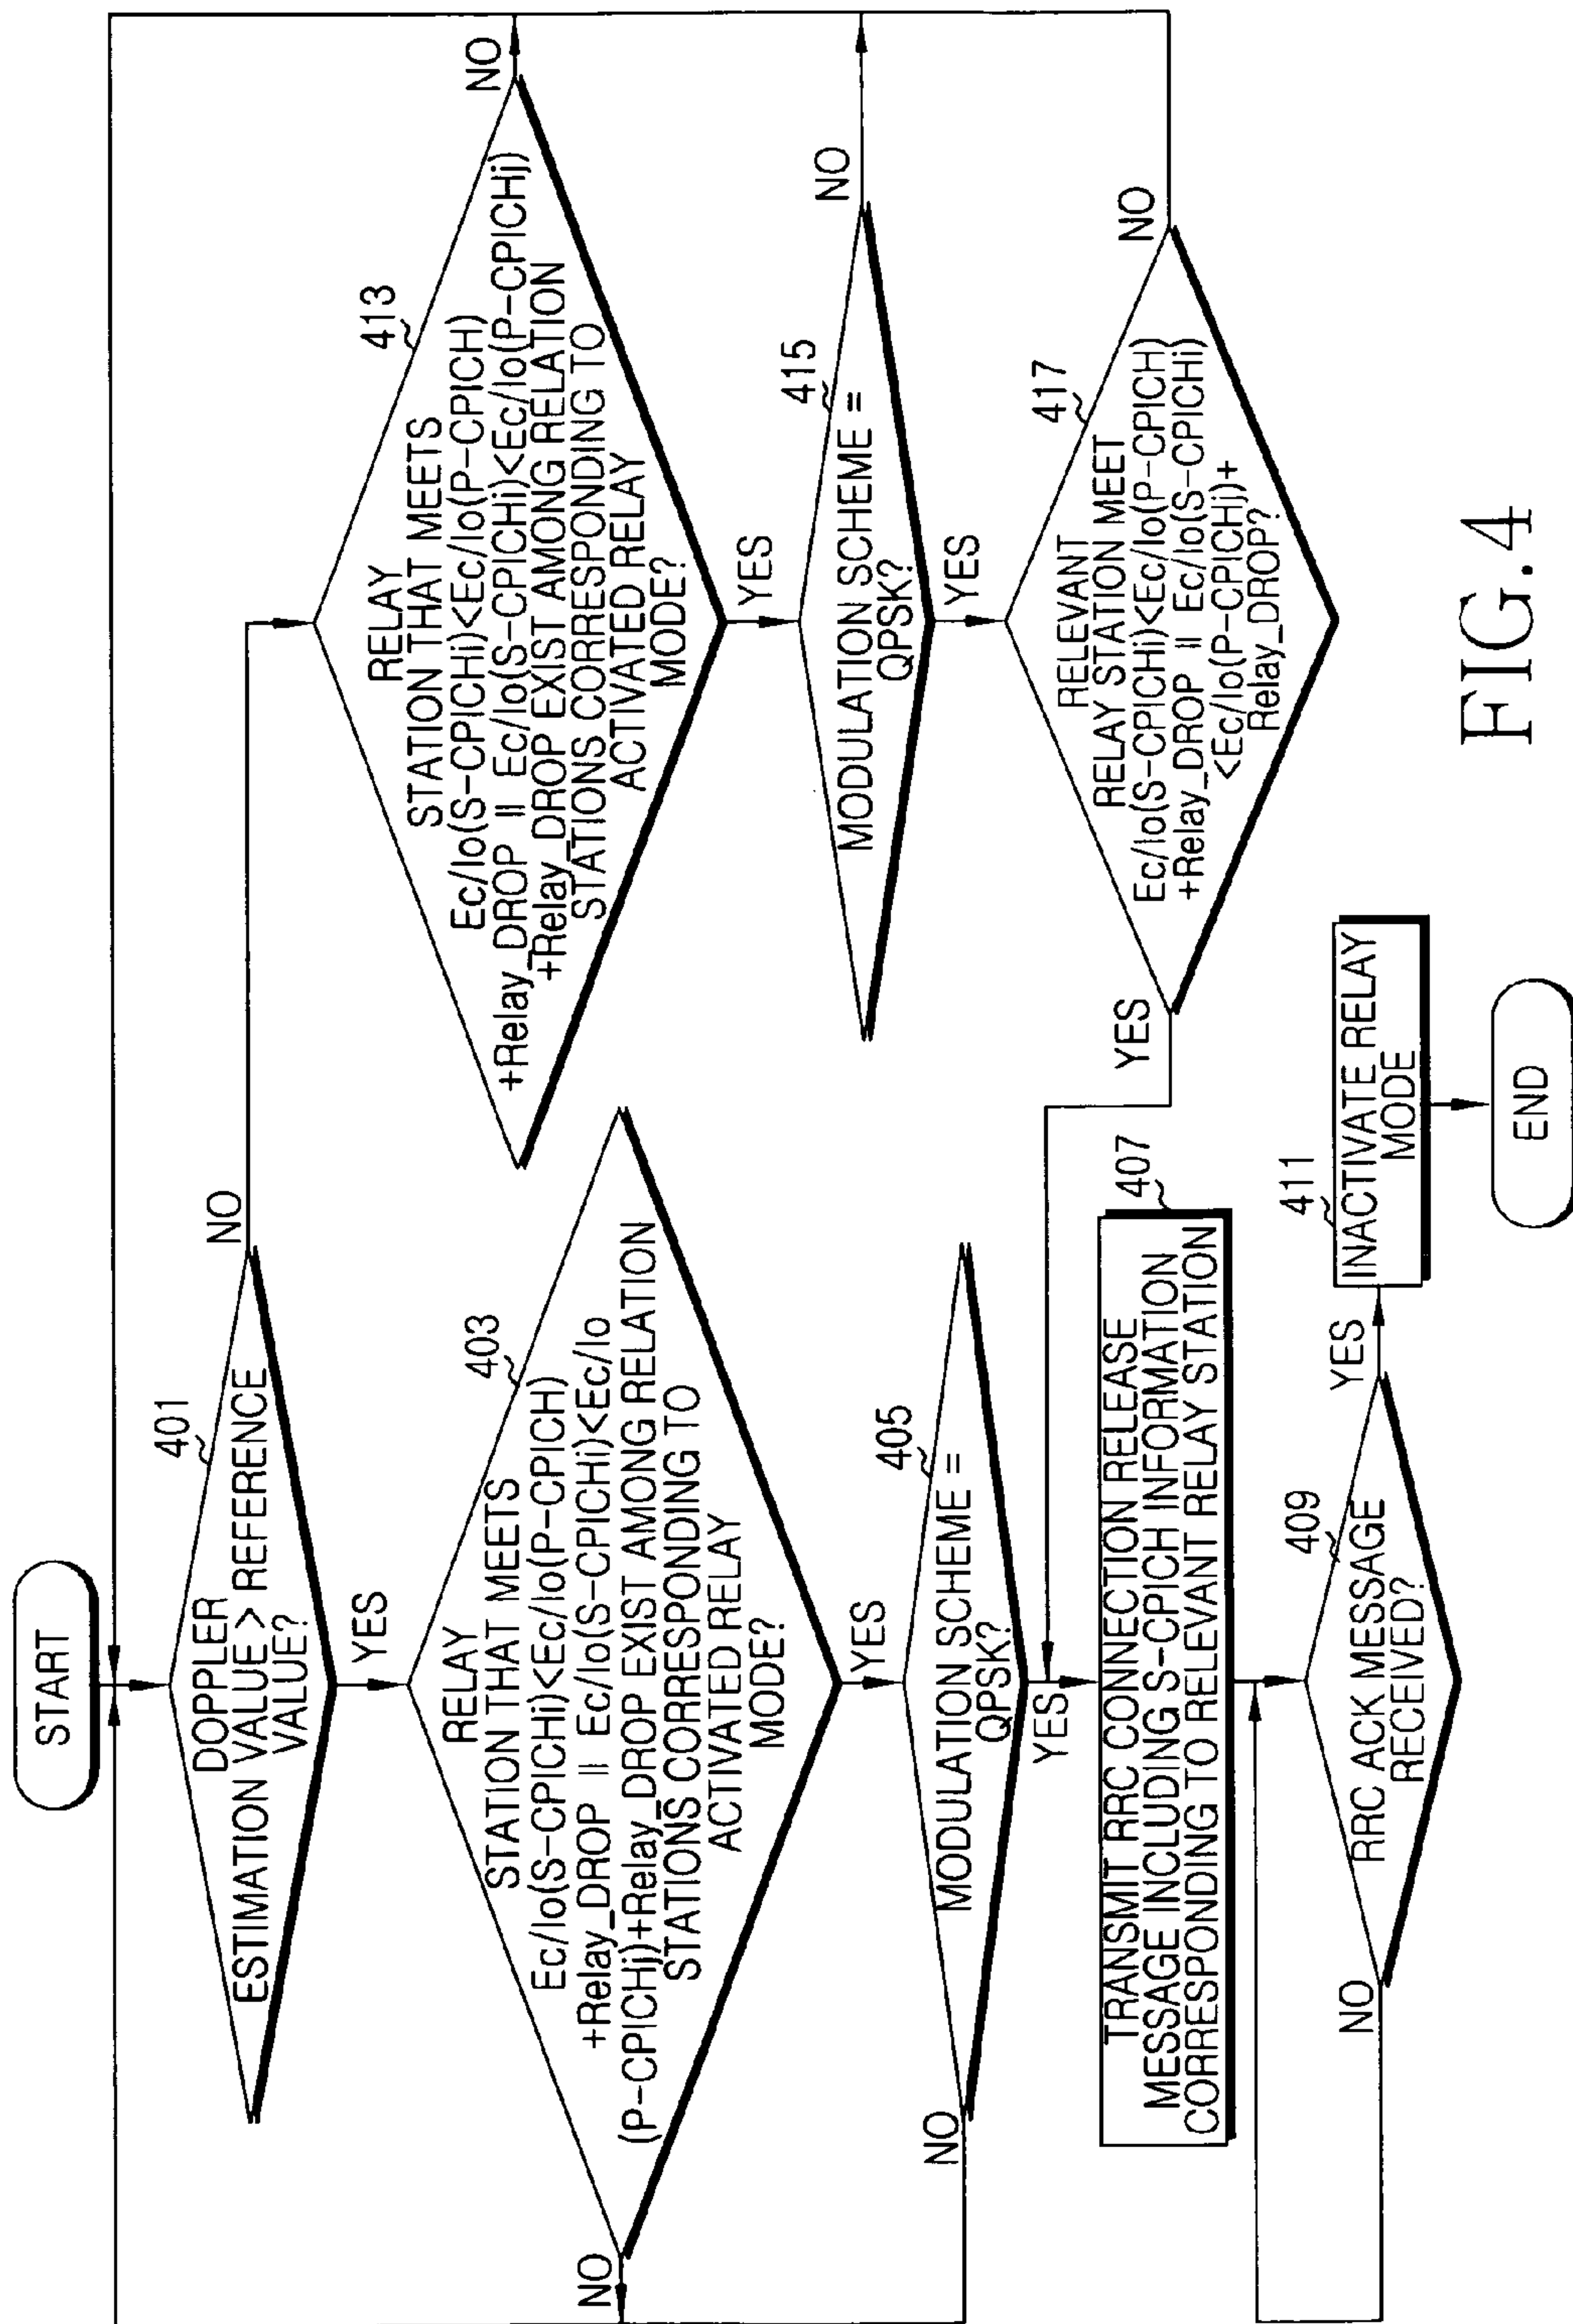 START
401
DOPPLER
ESTIMATION VALUE > REFERENCE
VALUE?
NO
YES
403
RELAY
STATION THAT MEETS
Ec/Io(S-CPICHi)<Ec/Io(P-CPICH)
+Relay_DROP || Ec/Io(S-CPICHi)<Ec/Io
(P-CPICHj)+Relay_DROP EXIST AMONG RELATION
STATIONS CORRESPONDING TO
ACTIVATED RELAY
MODE?
NO
YES
405
MODULATION SCHEME =
QPSK?
NO
YES
407
TRANSMIT RRC CONNECTION RELEASE
MESSAGE INCLUDING S-CPICH INFORMATION
CORRESPONDING TO RELEVANT RELAY STATION
409
RRC ACK MESSAGE
RECEIVED?
NO
YES
411
INACTIVATE RELAY
MODE
END
413
RELAY
STATION THAT MEETS
Ec/Io(S-CPICHi)<Ec/Io(P-CPICH)
+Relay_DROP || Ec/Io(S-CPICHi)<Ec/Io(P-CPICHj)
+Relay_DROP EXIST AMONG RELATION
STATIONS CORRESPONDING TO
ACTIVATED RELAY
MODE?
NO
YES
415
MODULATION SCHEME =
QPSK?
NO
YES
417
RELEVANT
RELAY STATION MEET
Ec/Io(S-CPICHi)<Ec/Io(P-CPICH)
+Relay_DROP || Ec/Io(S-CPICHi)
<Ec/Io(P-CPICHj)+
Relay_DROP?
NO
YES
FIG.4